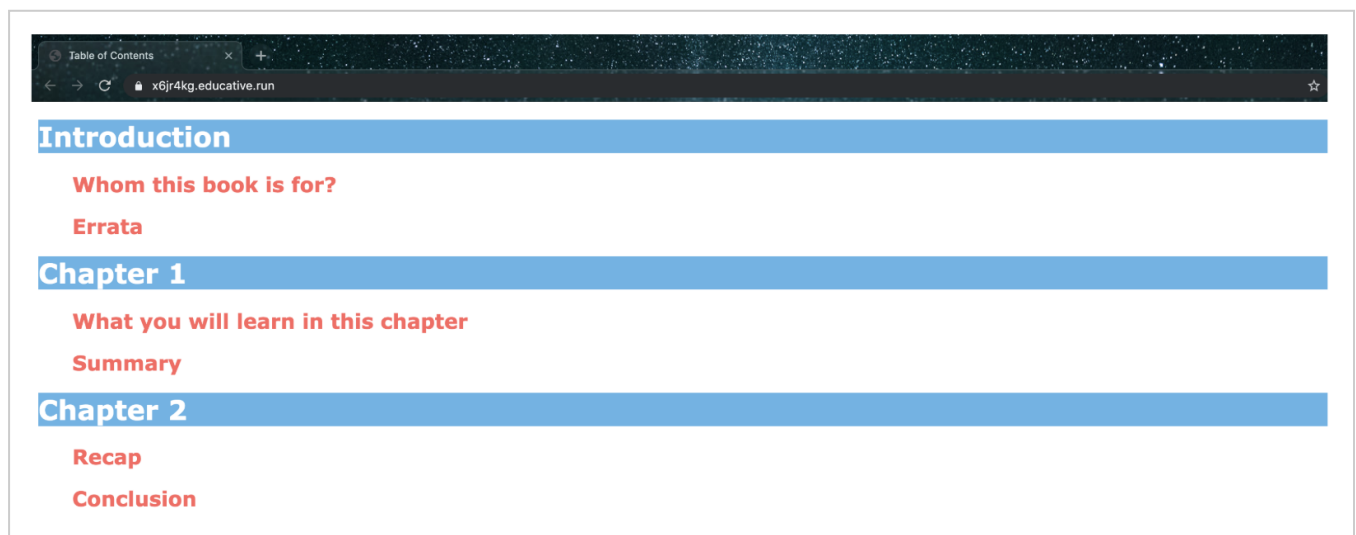 Table of Contents
x6jr4kg.educative.run
Introduction
Whom this book is for?
Errata
Chapter 1
What you will learn in this chapter
Summary
Chapter 2
Recap
Conclusion